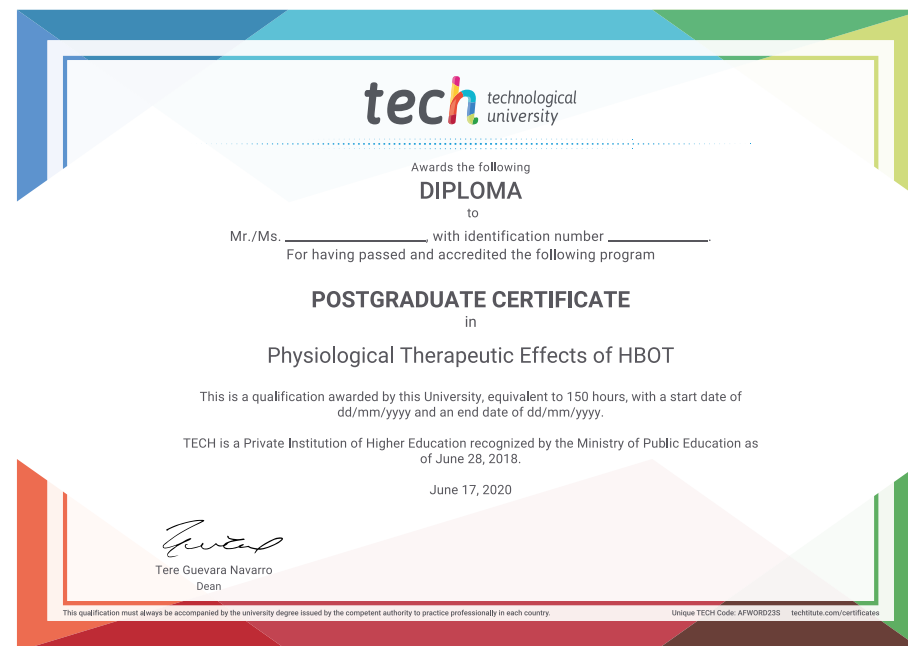 tech technological
university
Awards the following
DIPLOMA
to
Mr./Ms. ____________________, with identification number ______________.
For having passed and accredited the following program
POSTGRADUATE CERTIFICATE
in
Physiological Therapeutic Effects of HBOT
This is a qualification awarded by this University, equivalent to 150 hours, with a start date of
dd/mm/yyyy and an end date of dd/mm/yyyy.
TECH is a Private Institution of Higher Education recognized by the Ministry of Public Education as
of June 28, 2018.
June 17, 2020
Tere Guevara Navarro
Dean
This qualification must always be accompanied by the university degree issued by the competent authority to practice professionally in each country. Unique TECH Code: AFWORD23S techtitute.com/certificates